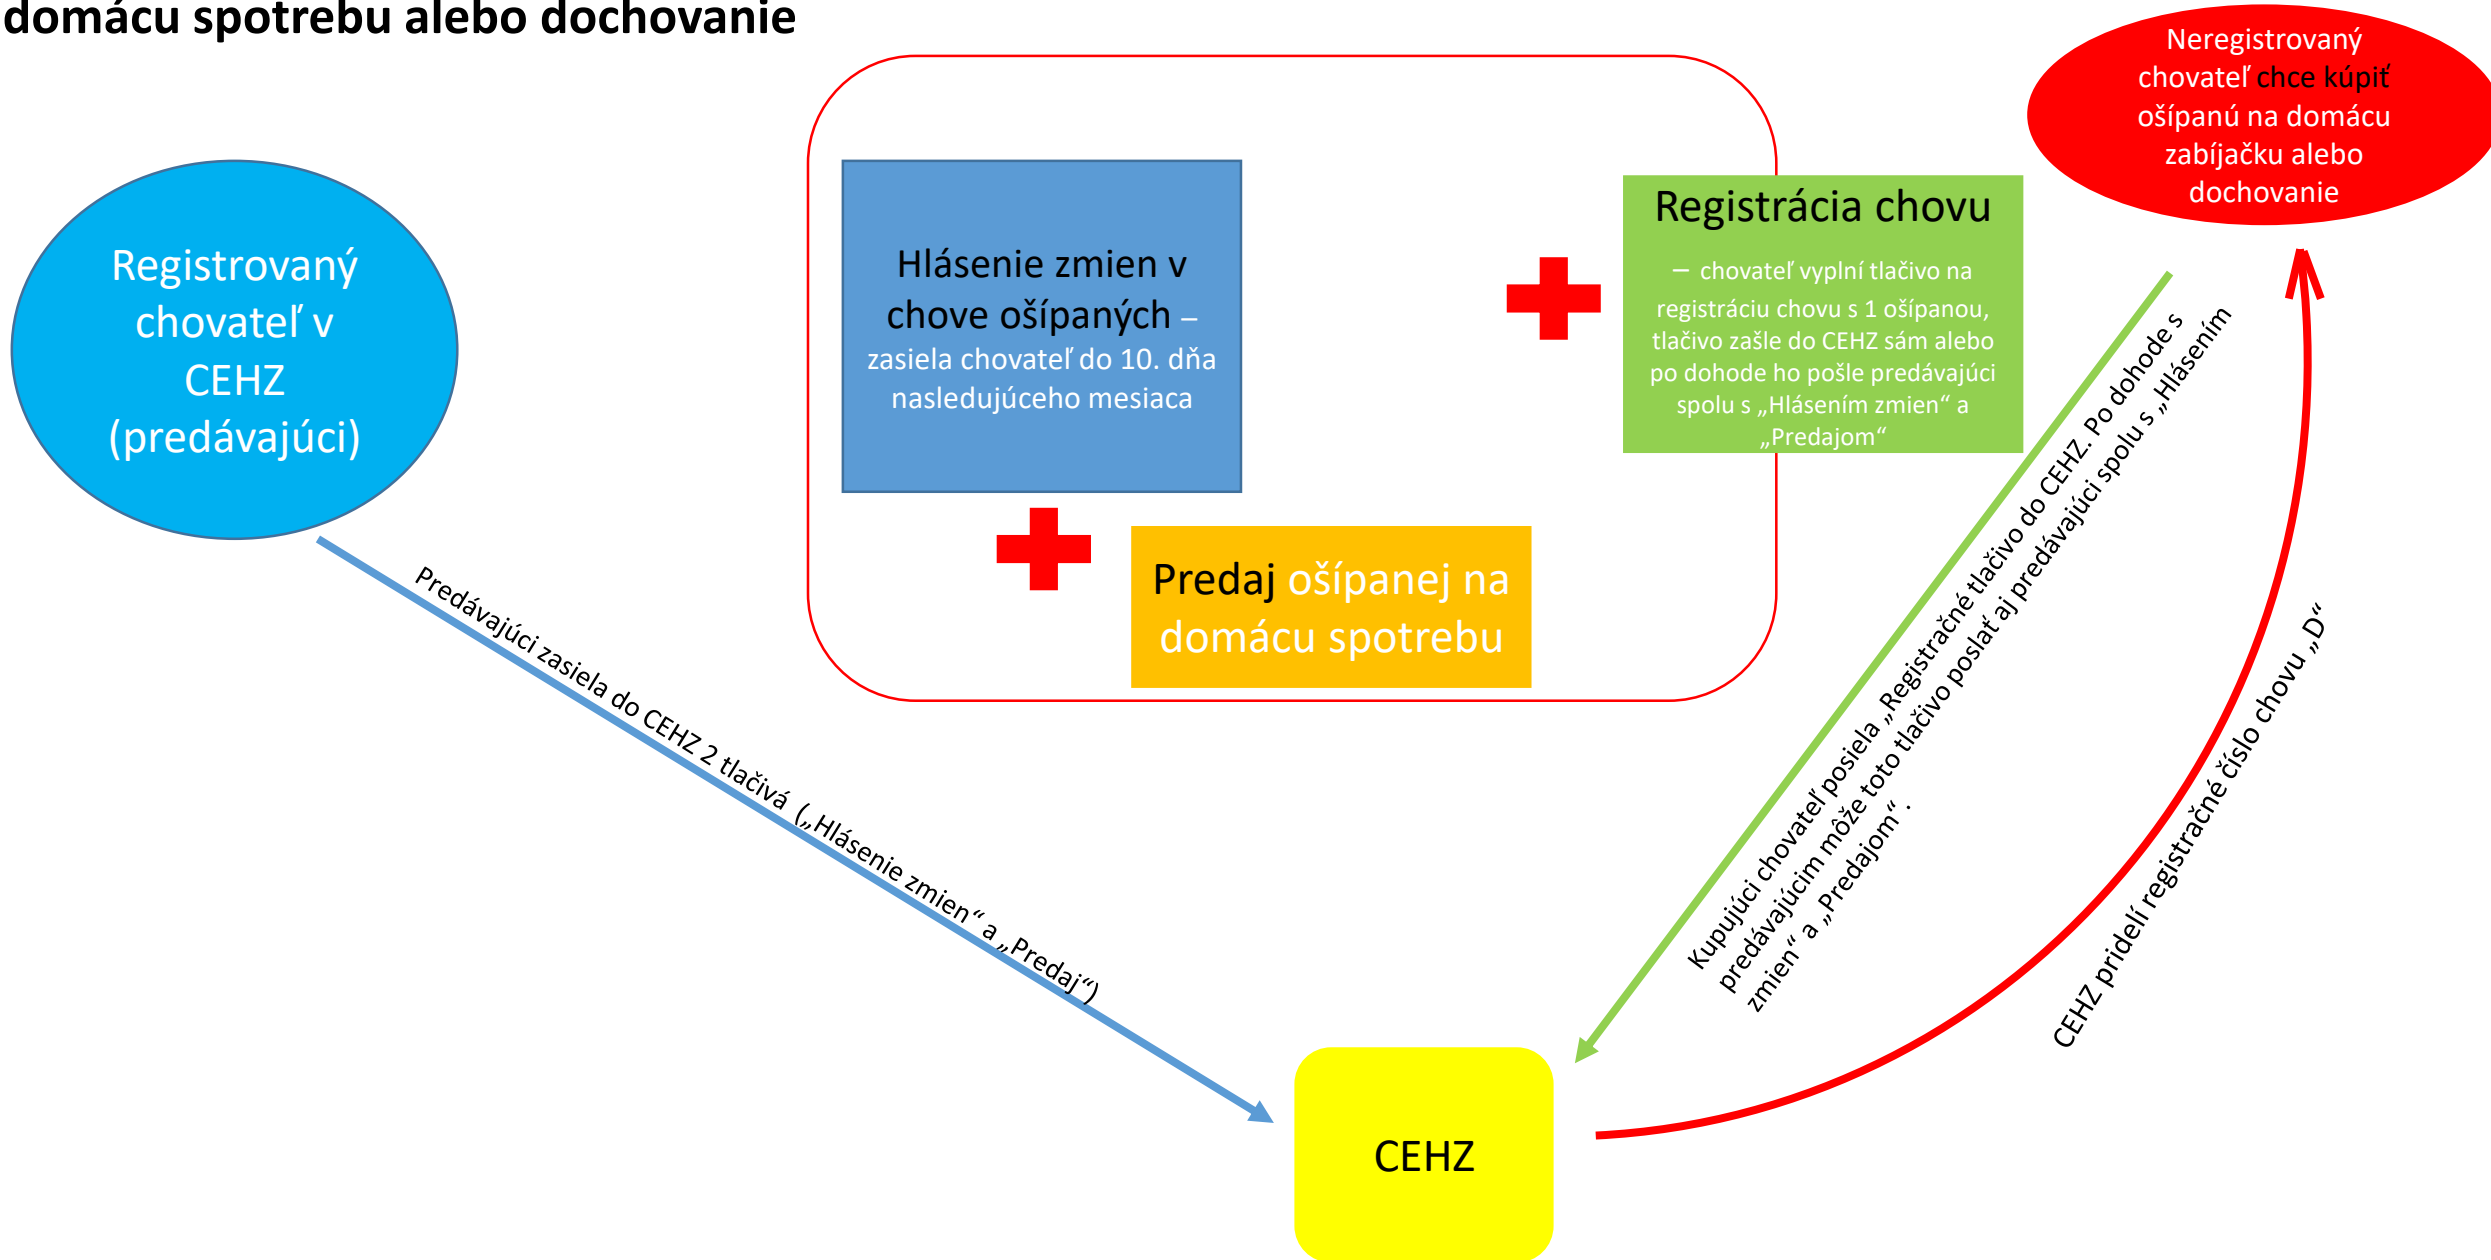 domácu spotrebu alebo dochovanie
Neregistrovaný
chovateľ chce kúpiť
ošípanú na domácu
zabíjačku alebo
dochovanie
Registrovaný
chovateľ v
CEHZ
(predávajúci)
Hlásenie zmien v
chove ošípaných –
zasiela chovateľ do 10. dňa
nasledujúceho mesiaca
Registrácia chovu
– chovateľ vyplní tlačivo na
registráciu chovu s 1 ošípanou,
tlačivo zašle do CEHZ sám alebo
po dohode ho pošle predávajúci
spolu s „Hlásením zmien“ a
„Predajom“
Predaj ošípanej na
domácu spotrebu
Predávajúci zasiela do CEHZ 2 tlačivá („Hlásenie zmien“ a „Predaj“)
Kupujúci chovateľ posiela „Registračné tlačivo do CEHZ. Po dohode s
predávajúcim môže toto tlačivo poslať aj predávajúci spolu s „Hlásením
zmien“ a „Predajom“.
CEHZ pridelí registračné číslo chovu „D“
CEHZ